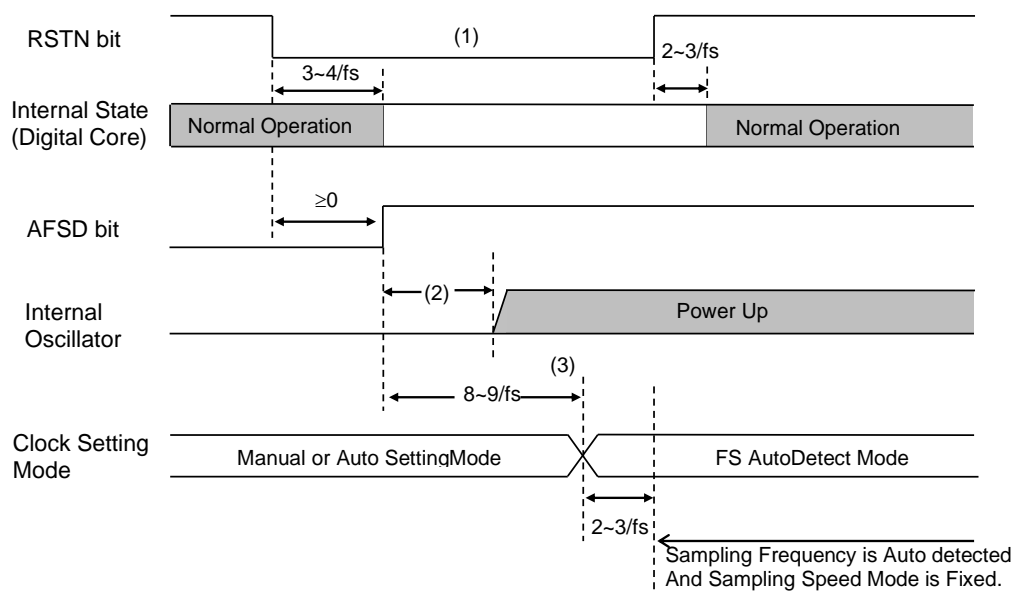 RSTN bit
(1)
2~3/fs
3~4/fs
Internal State
(Digital Core)
Normal Operation
Normal Operation
≥0
AFSD bit
(2)
Internal
Oscillator
Power Up
(3)
8~9/fs
Clock Setting
Mode
Manual or Auto SettingMode
FS AutoDetect Mode
2~3/fs
Sampling Frequency is Auto detected
And Sampling Speed Mode is Fixed.